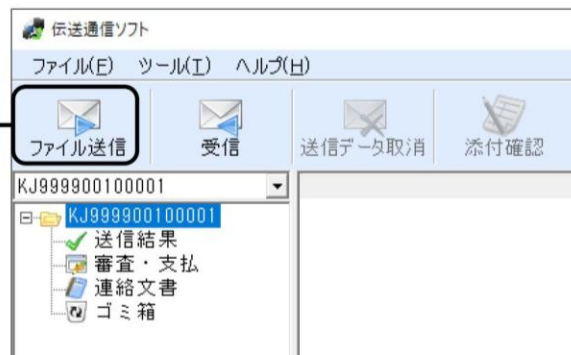 伝送通信ソフト
ファイル(F) ツール(T) ヘルプ(H)
ファイル送信 受信 送信データ取消 添付確認
KJ999900100001
KJ999900100001
送信結果
審査・支払
連絡文書
ゴミ箱